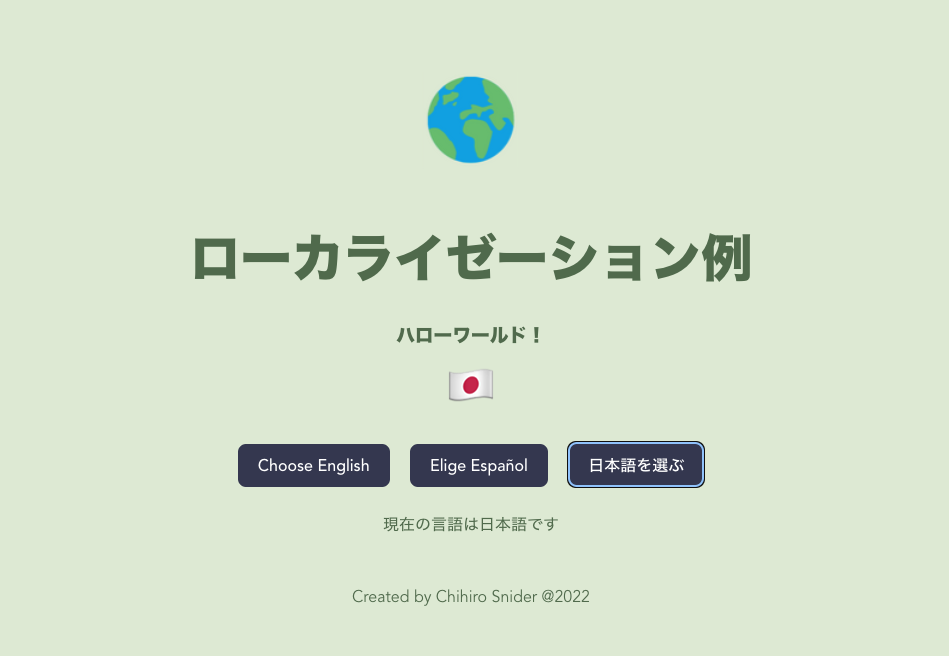 ローカライゼーション例
ハローワールド！
Choose English
Elige Español
日本語を選ぶ
現在の言語は日本語です
Created by Chihiro Snider @2022